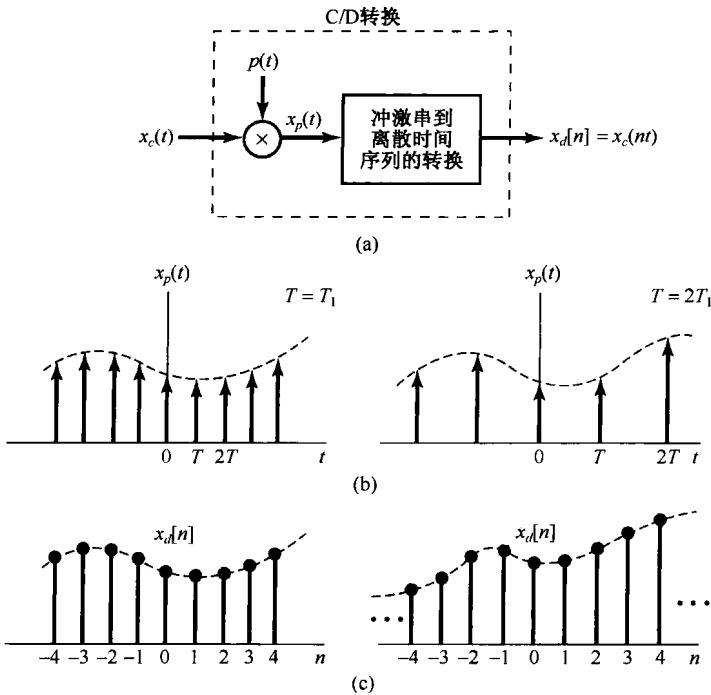 C/D转换
p(t)
x_c(t)
×
x_p(t)
冲激串到
离散时间
序列的转换
x_d[n] = x_c(nt)
(a)
x_p(t)
T = T₁
0 T 2T t
x_p(t)
T = 2T₁
0 T 2T t
(b)
x_d[n]
−4 −3 −2 −1 0 1 2 3 4 n
x_d[n]
−4 −3 −2 −1 0 1 2 3 4 n
(c)